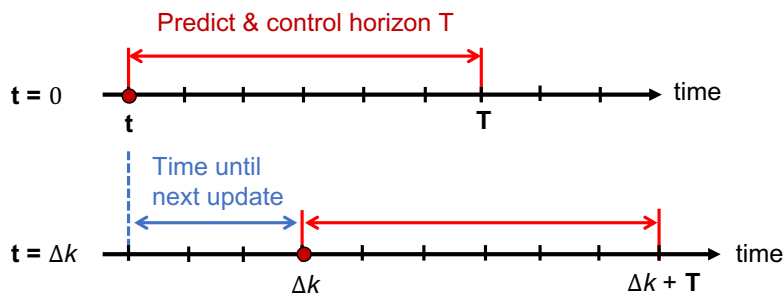 Predict & control horizon T
t = 0
time
t
T
Time until
next update
t = Δk
time
Δk
Δk + T